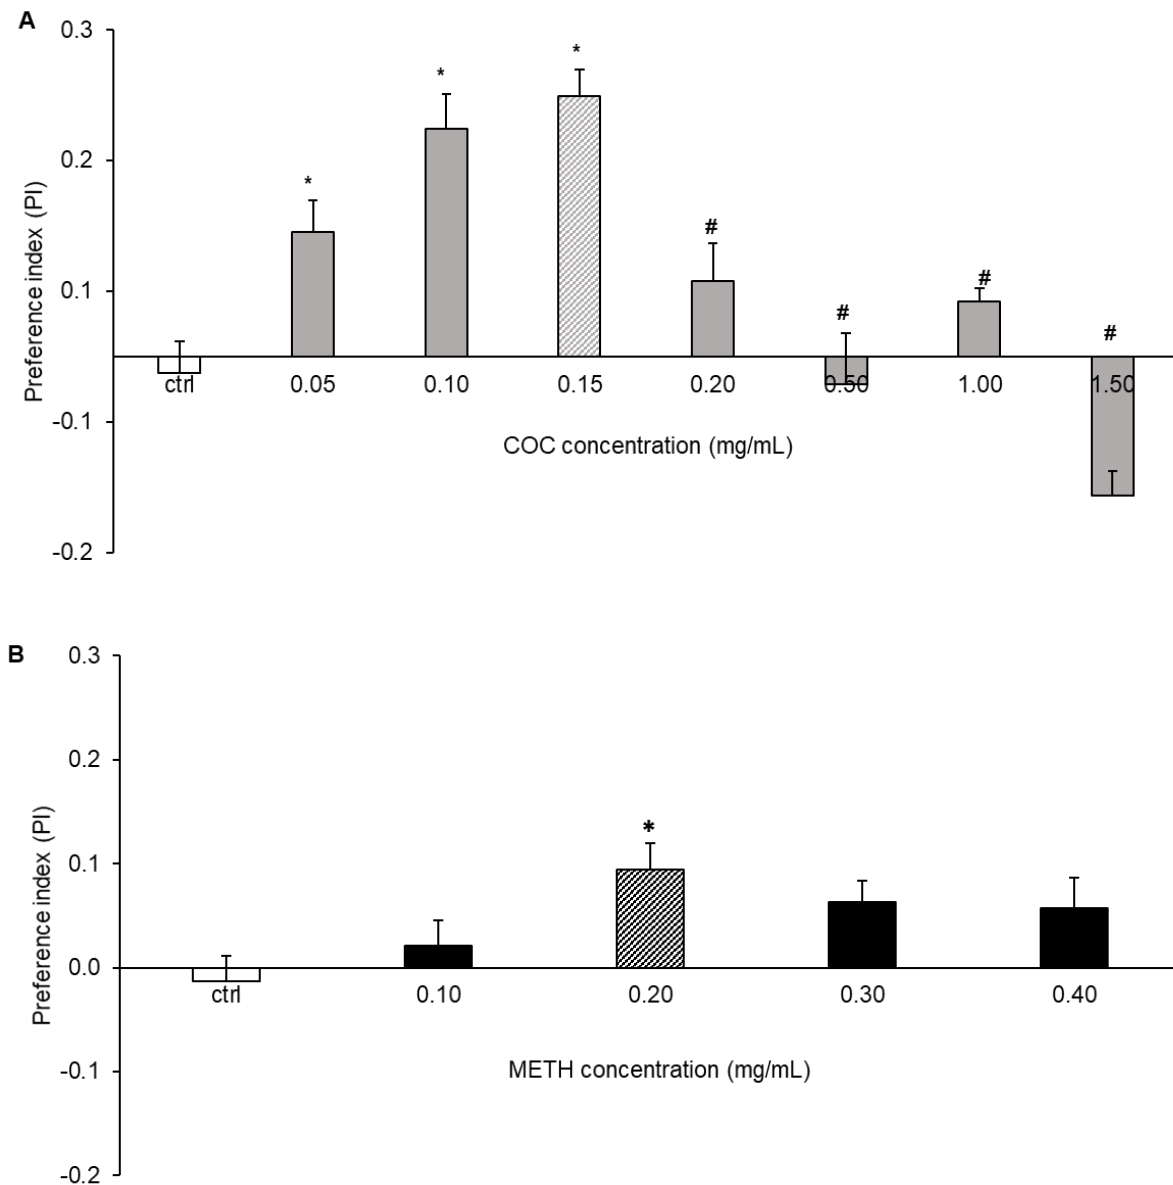 A
0.3
0.2
0.1
-0.1
-0.2
Preference index (PI)
* * * # # # #
ctrl 0.05 0.10 0.15 0.20 0.50 1.00 1.50
COC concentration (mg/mL)
B
0.3
0.2
0.1
0.0
-0.1
-0.2
Preference index (PI)
*
ctrl 0.10 0.20 0.30 0.40
METH concentration (mg/mL)